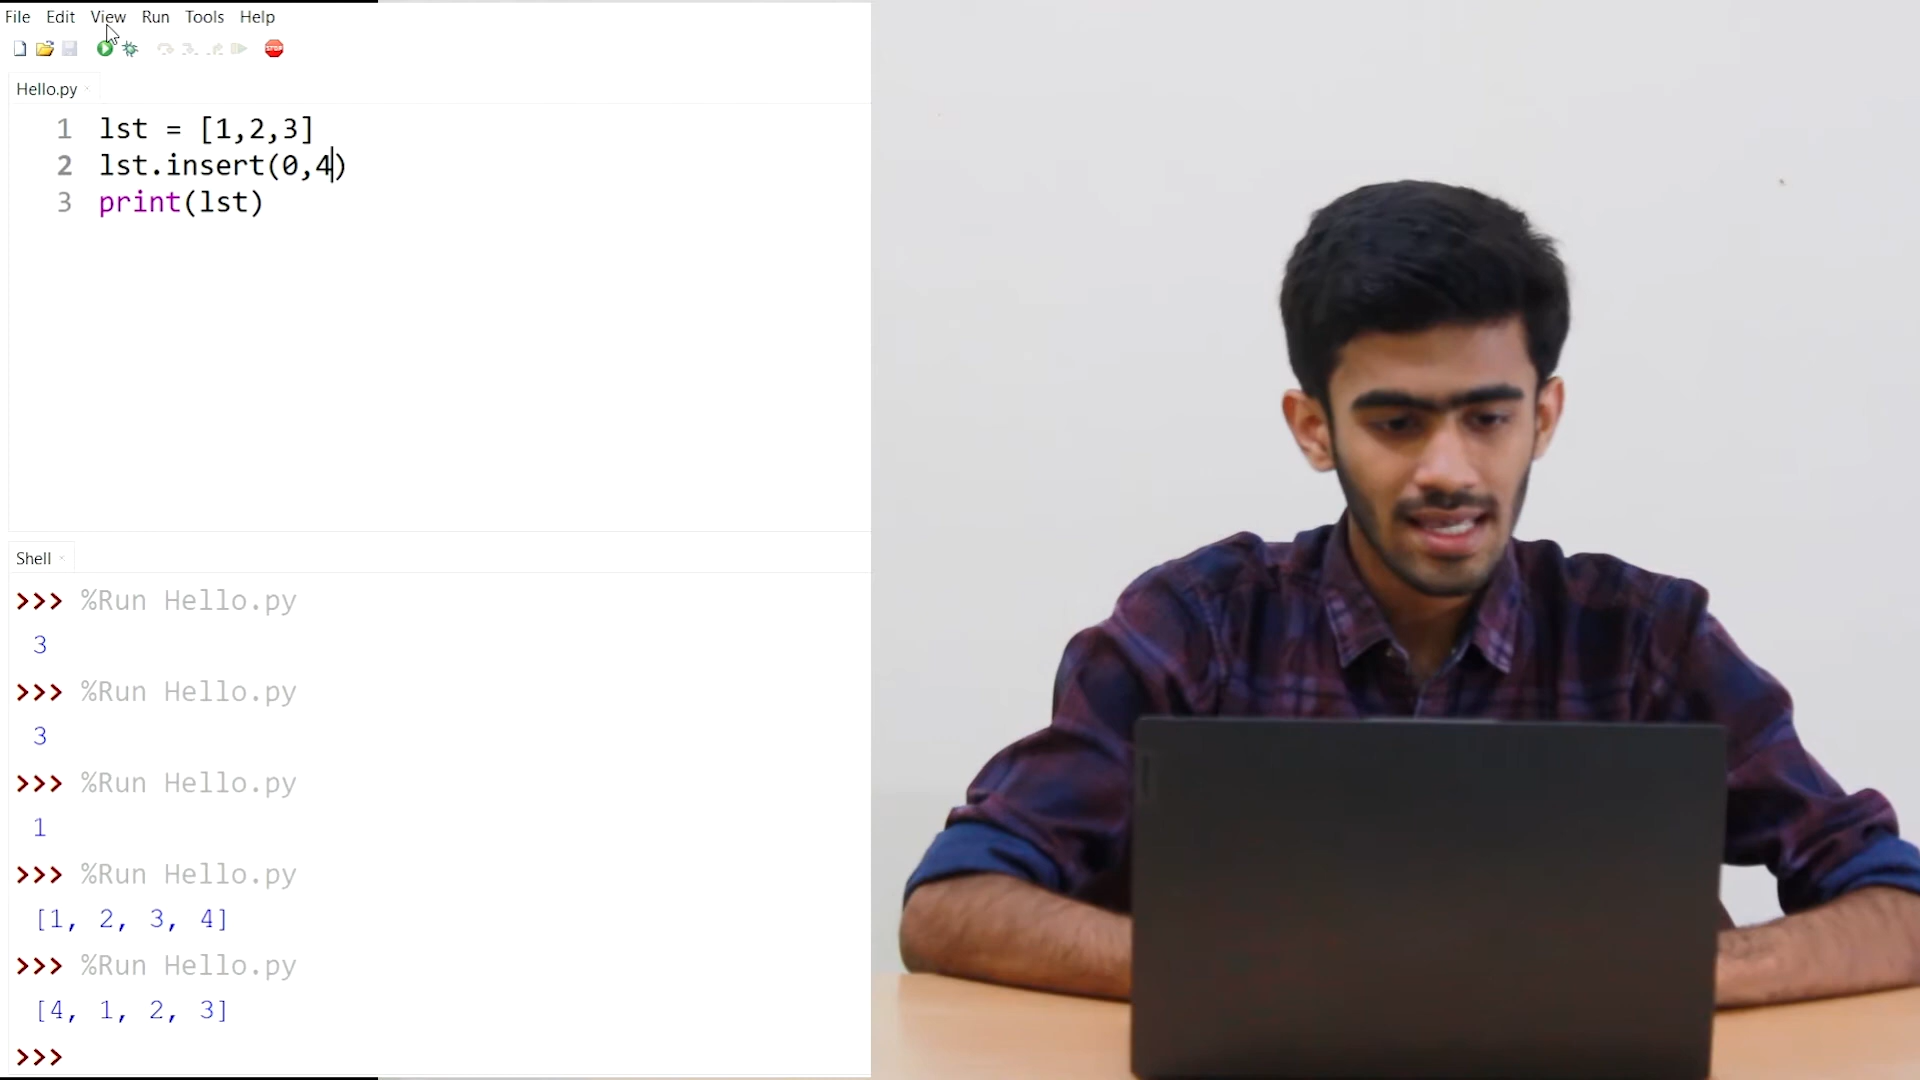 File Edit View Run Tools Help
STOP
Hello.py
1 lst = [1,2,3]
2 lst.insert(0,4)
3 print(lst)
Shell
>>> %Run Hello.py
3
>>> %Run Hello.py
3
>>> %Run Hello.py
1
>>> %Run Hello.py
[1, 2, 3, 4]
>>> %Run Hello.py
[4, 1, 2, 3]
>>>